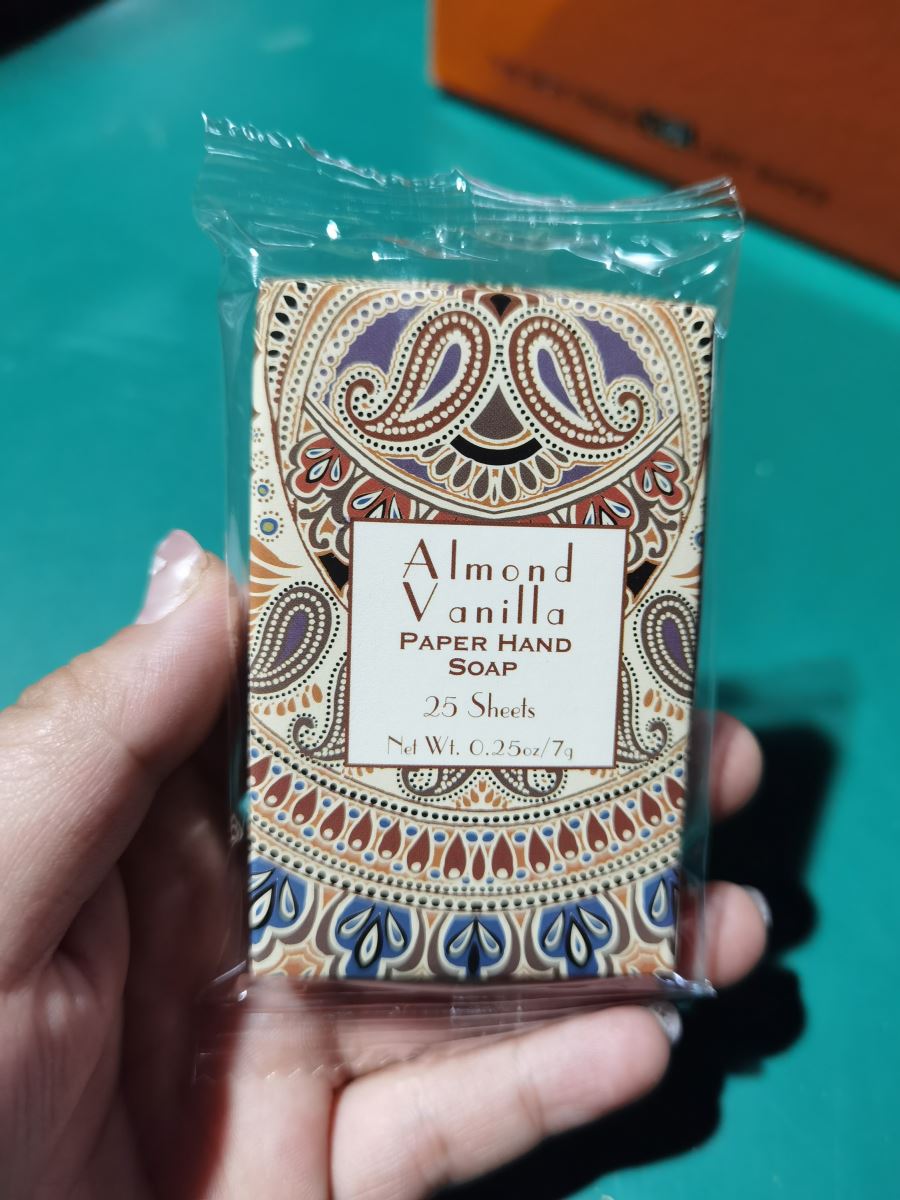 Almond
Vanilla
PAPER HAND
SOAP
25 Sheets
Net Wt. 0.25oz/7g